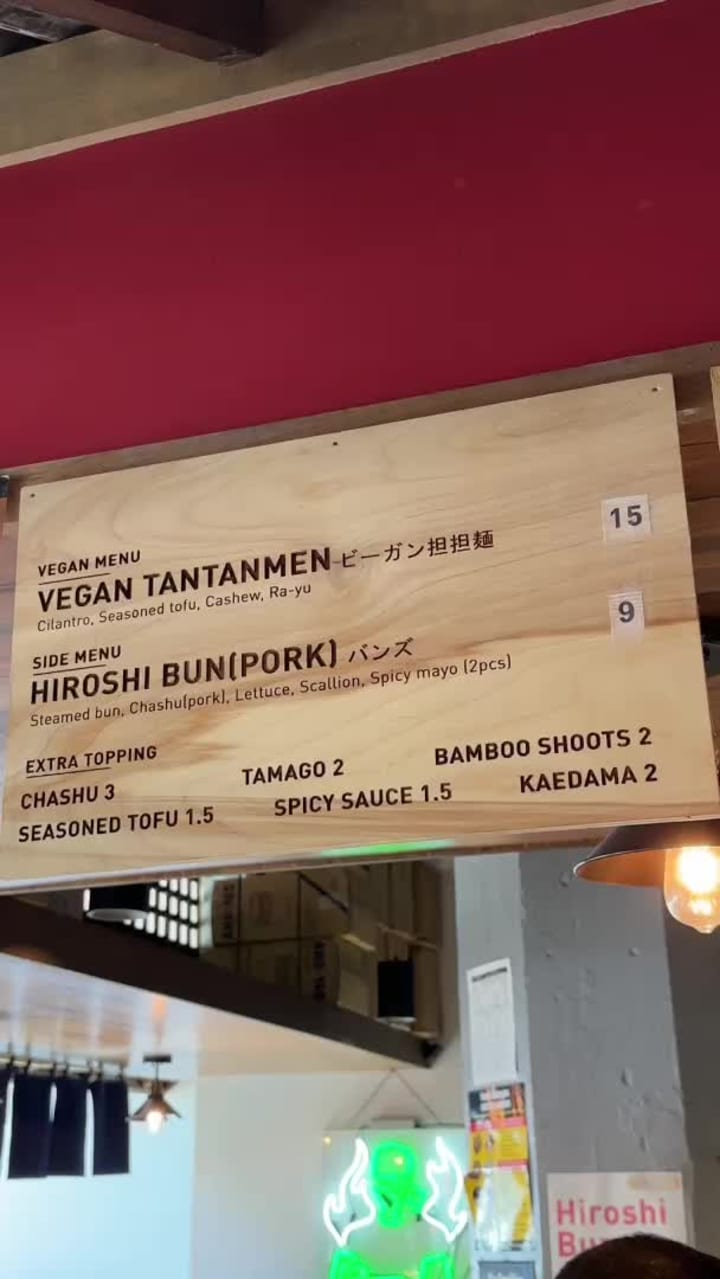 VEGAN MENU
VEGAN TANTANMEN ビーガン担担麺 15
Cilantro, Seasoned tofu, Cashew, Ra-yu
SIDE MENU
HIROSHI BUN(PORK) バンズ 9
Steamed bun, Chashu(pork), Lettuce, Scallion, Spicy mayo (2pcs)
EXTRA TOPPING
CHASHU 3 TAMAGO 2 BAMBOO SHOOTS 2
SEASONED TOFU 1.5 SPICY SAUCE 1.5 KAEDAMA 2
Hiroshi